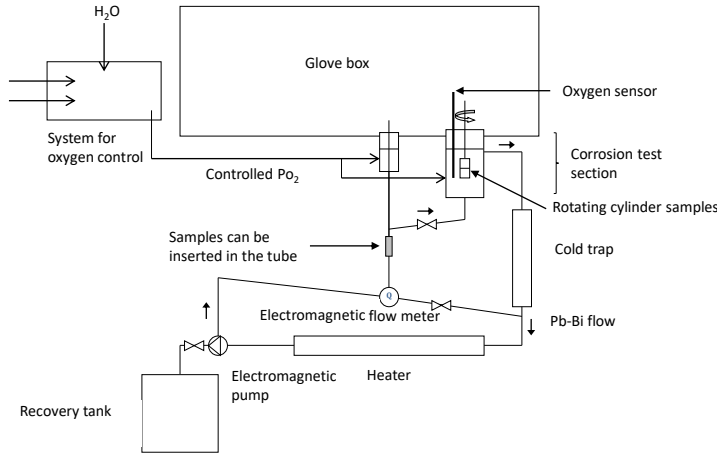 H₂O
Glove box
Oxygen sensor
System for
oxygen control
Controlled Po₂
Corrosion test
section
Rotating cylinder samples
Samples can be
inserted in the tube
Cold trap
Q
Electromagnetic flow meter
Pb-Bi flow
Electromagnetic
pump
Heater
Recovery tank